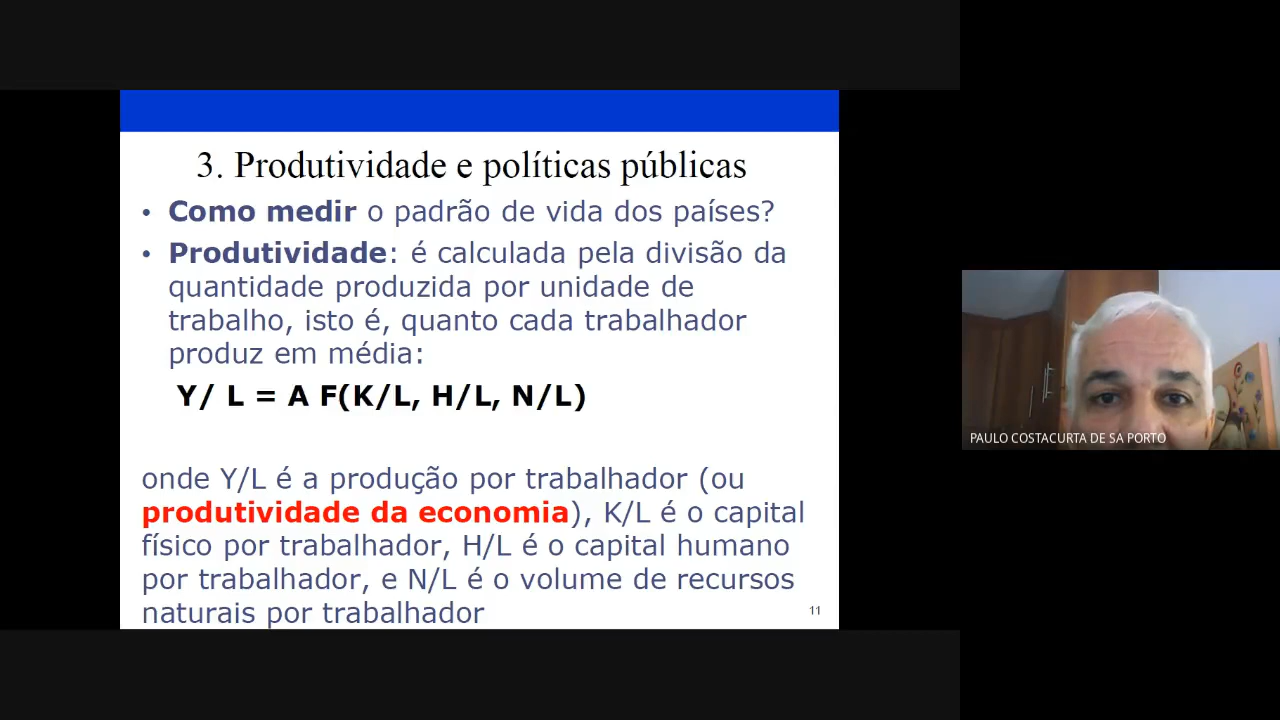 3. Produtividade e políticas públicas
• Como medir o padrão de vida dos países?
• Produtividade: é calculada pela divisão da
quantidade produzida por unidade de
trabalho, isto é, quanto cada trabalhador
produz em média:
Y/ L = A F(K/L, H/L, N/L)
onde Y/L é a produção por trabalhador (ou
produtividade da economia), K/L é o capital
físico por trabalhador, H/L é o capital humano
por trabalhador, e N/L é o volume de recursos
naturais por trabalhador
11
PAULO COSTACURTA DE SA PORTO